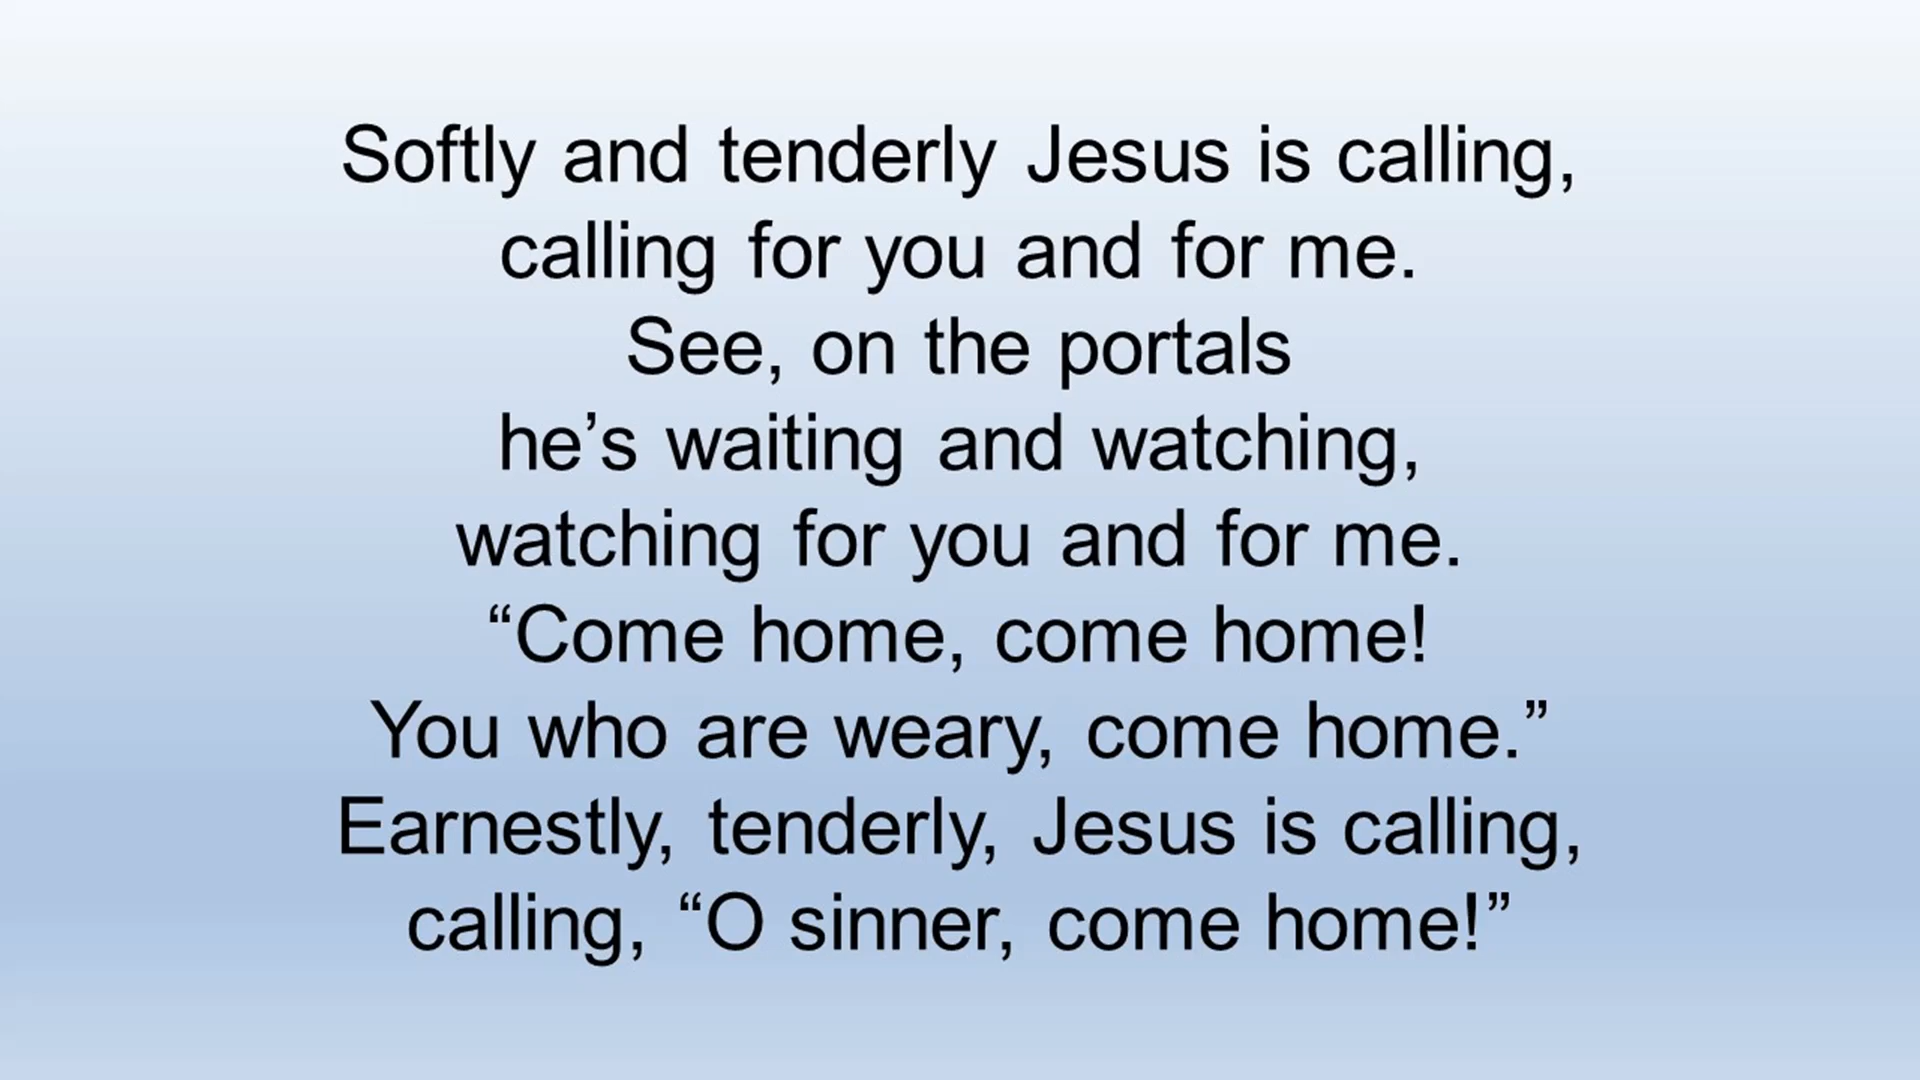 Softly and tenderly Jesus is calling,
calling for you and for me.
See, on the portals
he’s waiting and watching,
watching for you and for me.
“Come home, come home!
You who are weary, come home.”
Earnestly, tenderly, Jesus is calling,
calling, “O sinner, come home!”